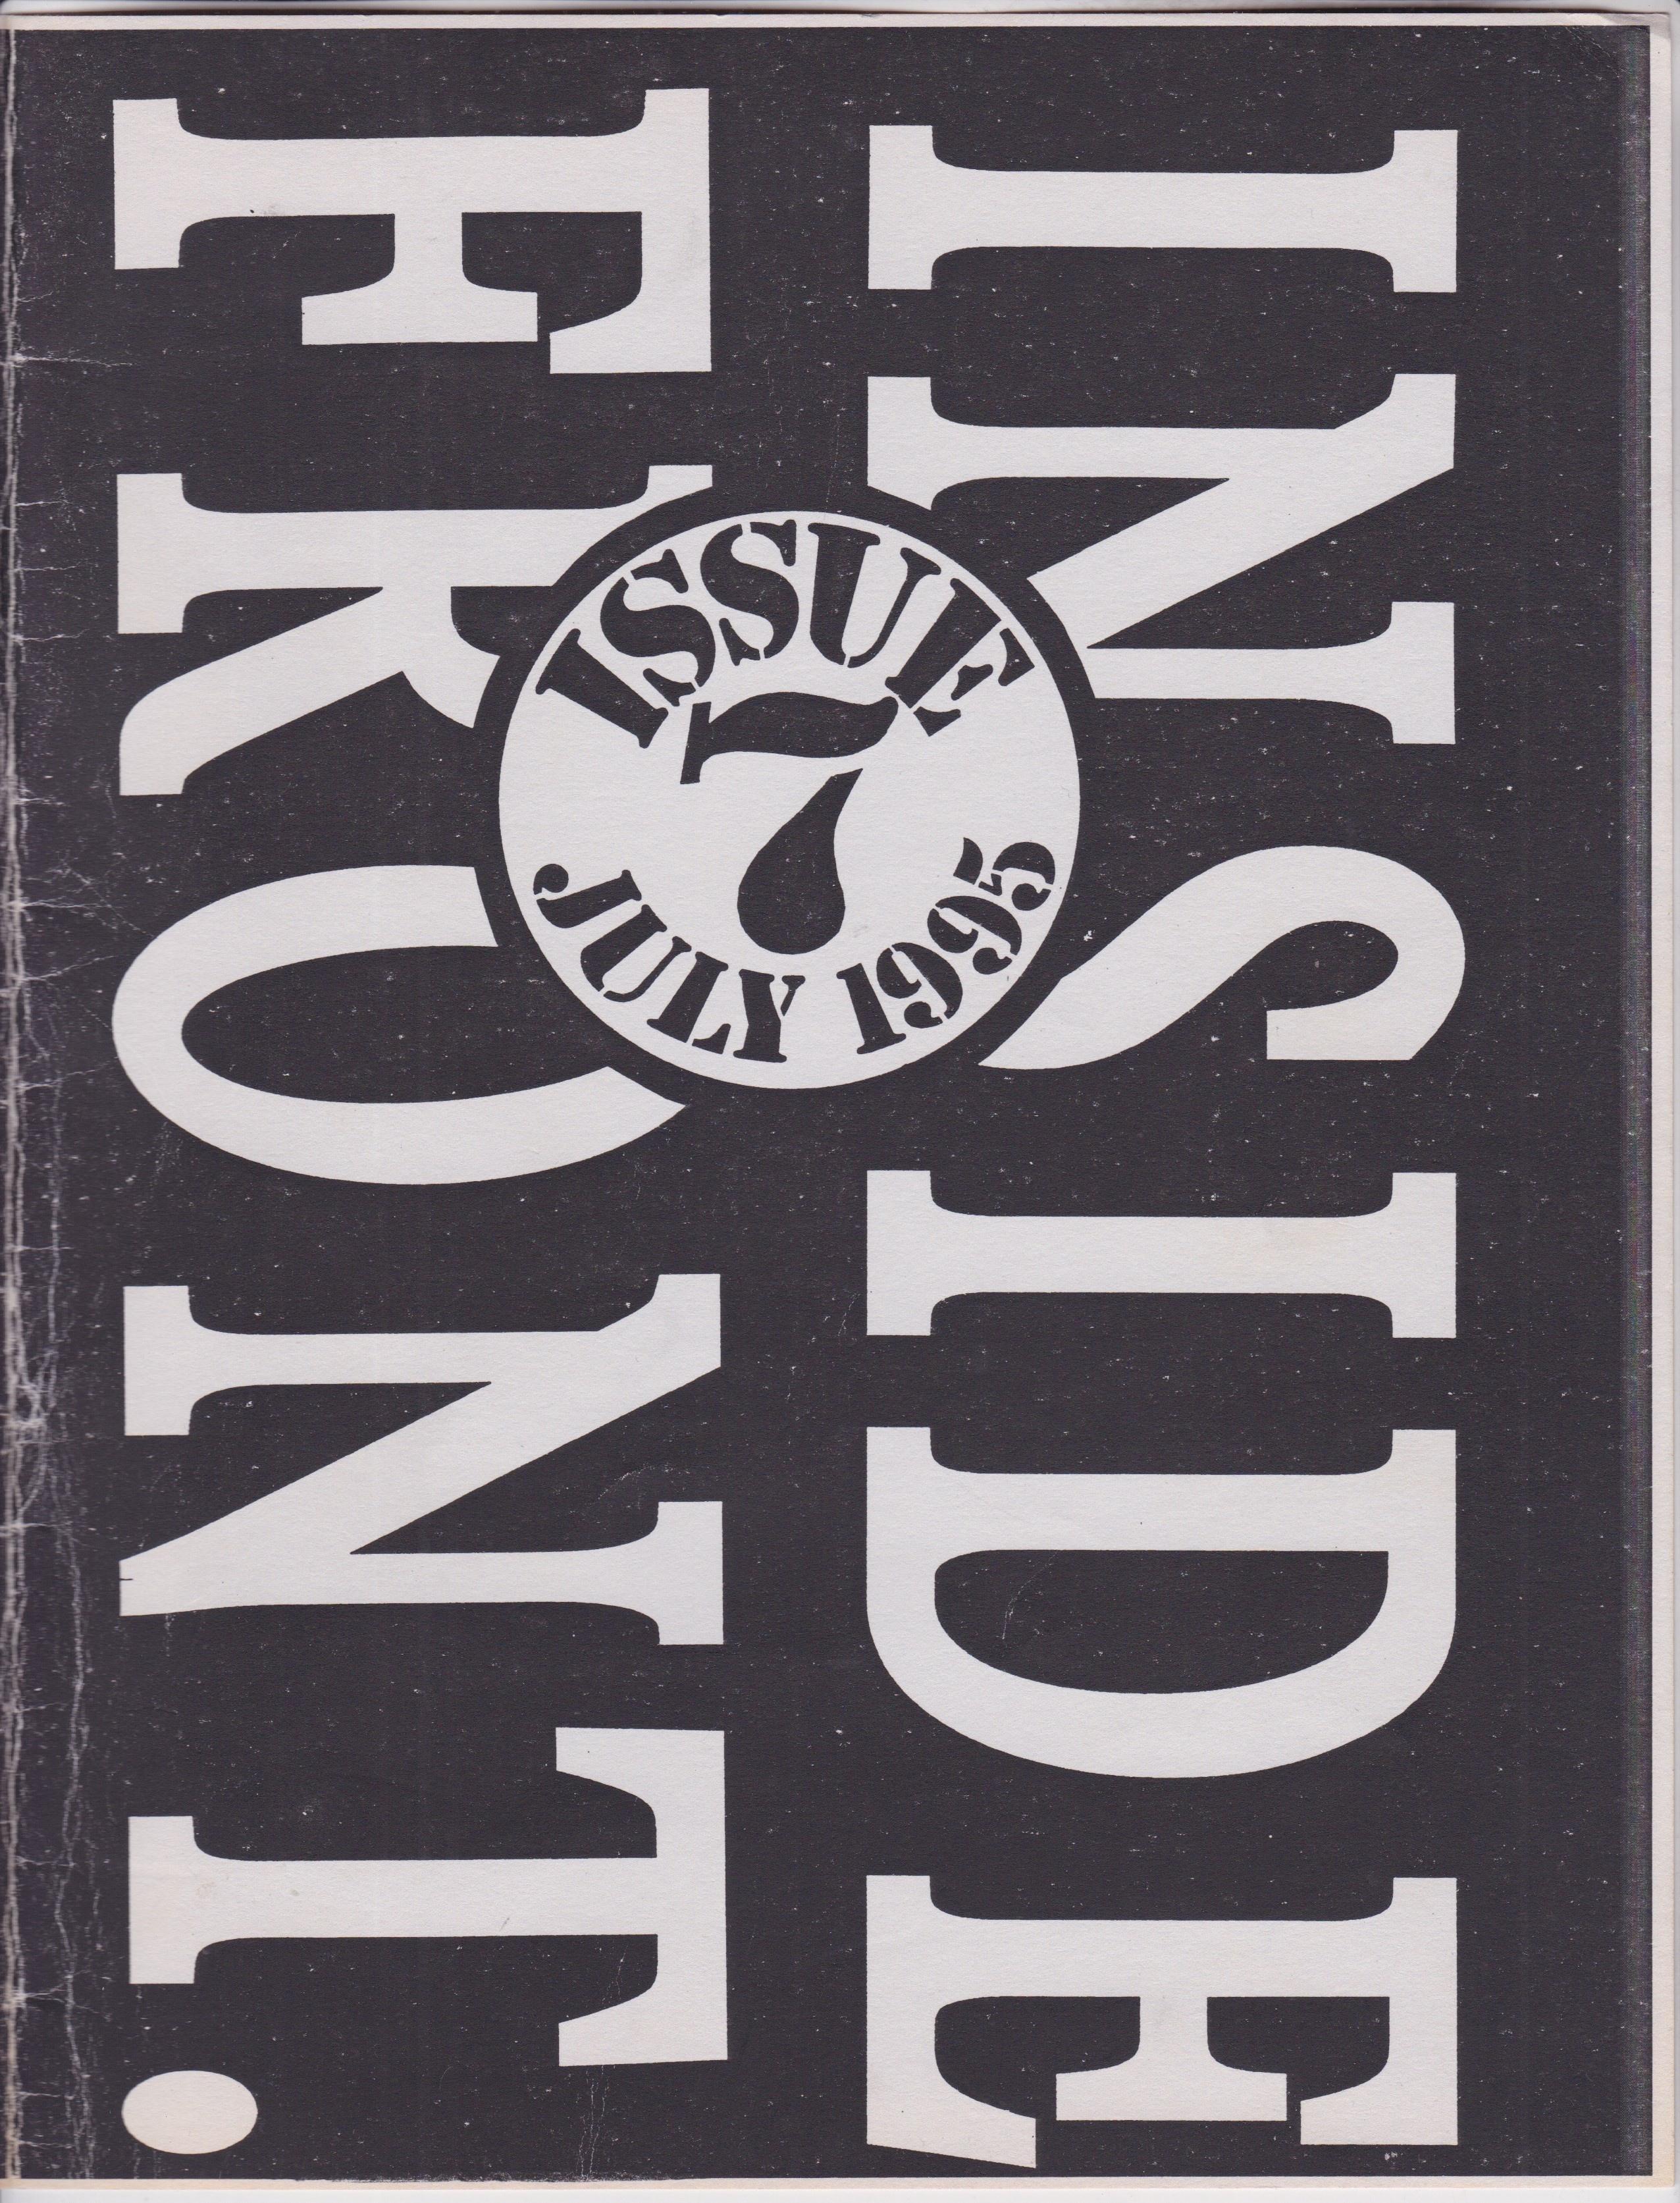 INSIDE
FRONT.
ISSUE
7
JULY 1995